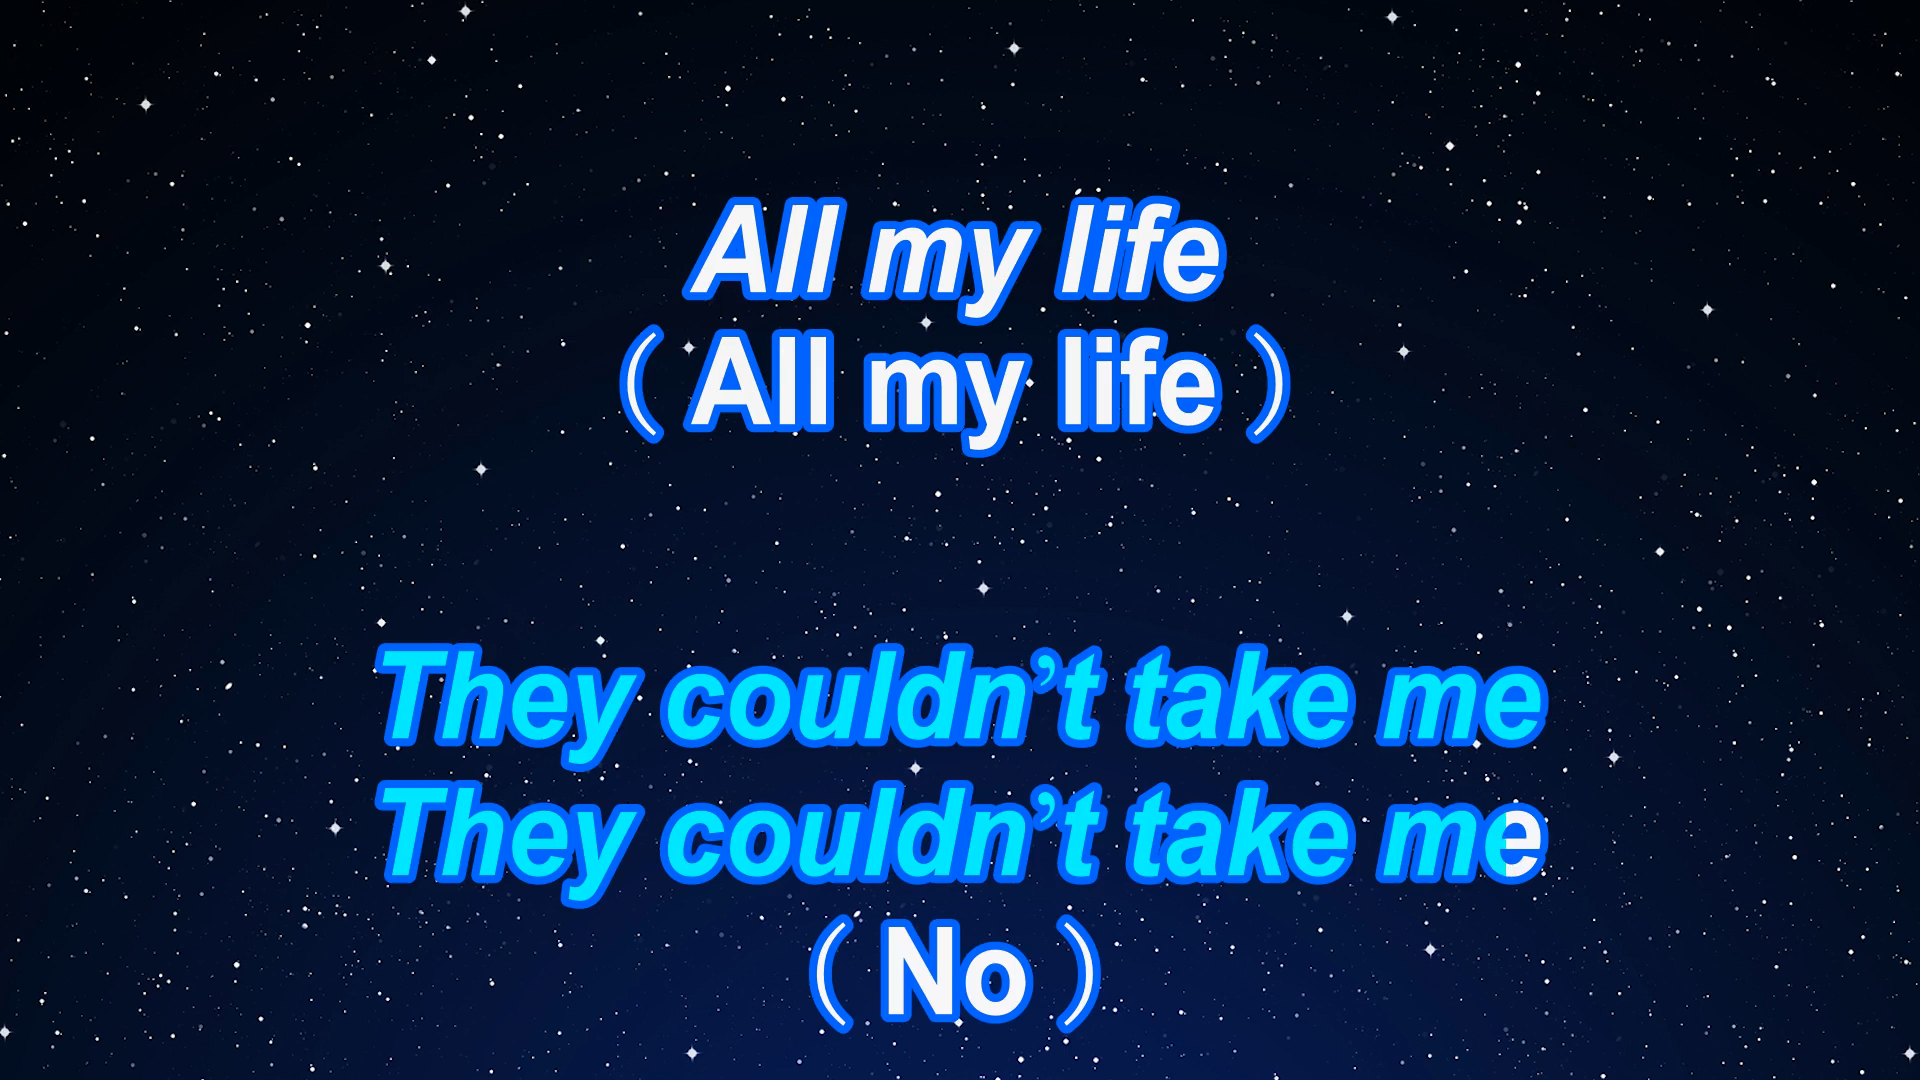 All my life
( All my life )
They couldn’t take me
They couldn’t take me
( No )